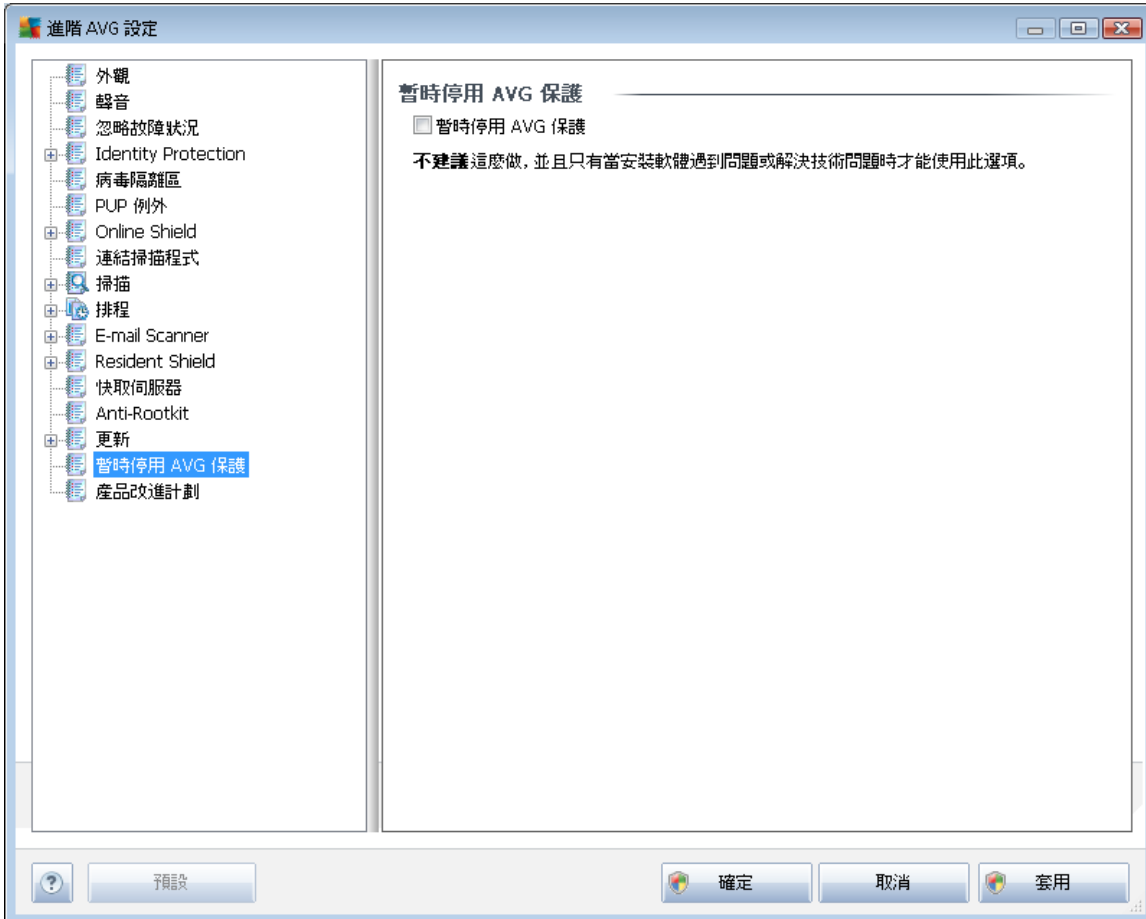 進階 AVG 設定
外觀
聲音
忽略故障狀況
Identity Protection
病毒隔離區
PUP 例外
Online Shield
連結掃描程式
掃描
排程
E-mail Scanner
Resident Shield
快取伺服器
Anti-Rootkit
更新
暫時停用 AVG 保護
產品改進計劃
暫時停用 AVG 保護
暫時停用 AVG 保護
不建議這麼做, 並且只有當安裝軟體遇到問題或解決技術問題時才能使用此選項。
?
預設
確定
取消
套用